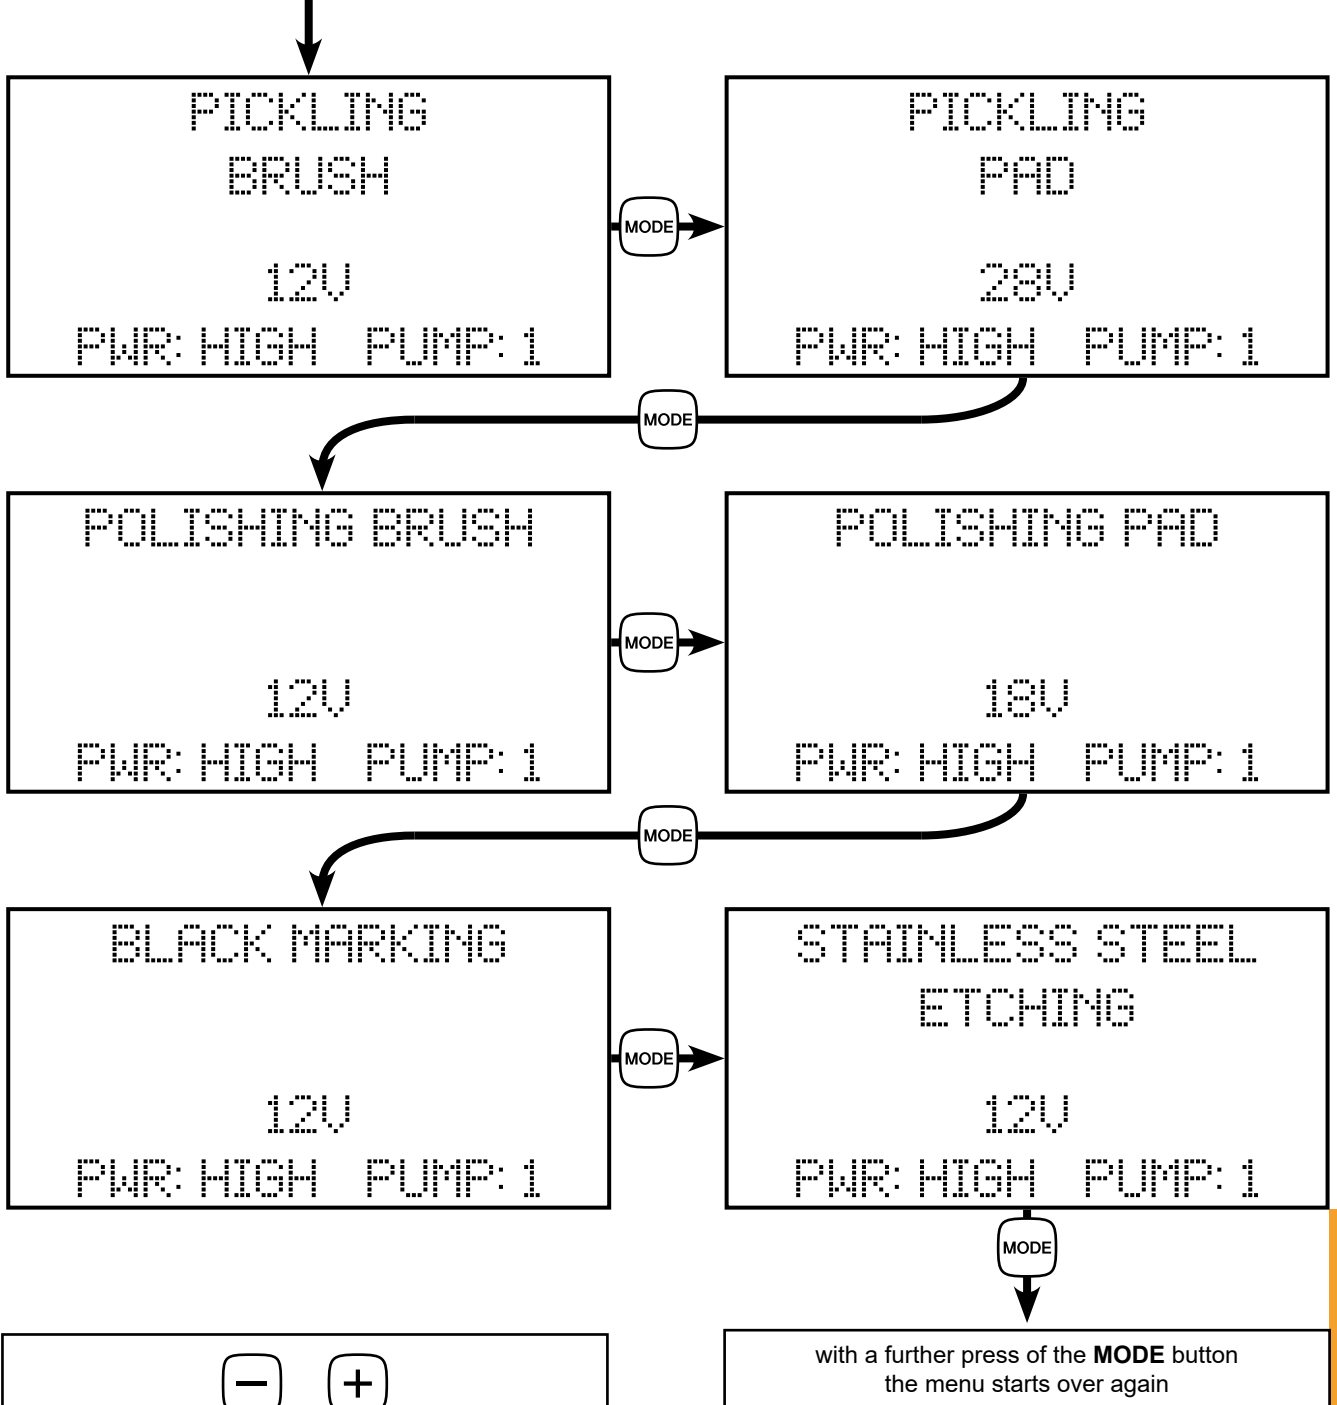 PICKLING
BRUSH
12V
PWR: HIGH PUMP: 1
MODE
PICKLING
PAD
28V
PWR: HIGH PUMP: 1
MODE
POLISHING BRUSH
12V
PWR: HIGH PUMP: 1
MODE
POLISHING PAD
18V
PWR: HIGH PUMP: 1
MODE
BLACK MARKING
12V
PWR: HIGH PUMP: 1
MODE
STAINLESS STEEL
ETCHING
12V
PWR: HIGH PUMP: 1
MODE
− +
with a further press of the MODE button
the menu starts over again